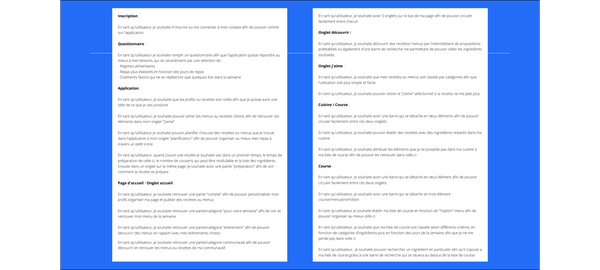 Inscription
En tant qu'utilisateur, je souhaite m'inscrire ou me connecter à mon compte afin de pouvoir rentrer
sur l'application
Questionnaire
En tant qu'utilisateur, je souhaite remplir un questionnaire afin que l'application puisse répondre au
mieux à mes besoins, qui se caractérisent par une sélection de :
- Régimes alimentaires
- Repas plus élaborés en fonction des jours de repos
- D'aliments favoris qui ne se répèteront que quelques fois dans la semaine
Application :
En tant qu'utilisateur, je souhaite que les profils ou recettes soit notés afin que je puisse avoir une
idée de ce que je vais produire
En tant qu'utilisateur, je souhaite pouvoir aimer les menus ou recettes choisis afin de retrouver ces
éléments dans mon onglet "j'aime"
En tant qu'utilisateur, je souhaite pouvoir planifier chacune des recettes ou menus que je trouve
dans l'application à mon onglet "planificateur" afin de pouvoir organiser au mieux mes repas à
travers un petit texte
En tant qu'utilisateur, quand j'ouvre une recette je souhaite voir dans un premier temps, le temps de
préparation de celle ci, le nombre de couverts qui peut être modulable et la liste des ingrédients.
Ensuite dans un onglet sur la même page, je souhaite avoir une partie "préparation" afin de voir
comment la recette se prépare
Page d'accueil : Onglet accueil
En tant qu'utilisateur, je souhaite retrouver une partie "compte" afin de pouvoir personnaliser mon
profil, organiser ma page et publier des recettes ou menus
En tant qu'utilisateur, je souhaite retrouver une partie/catégorie "pour votre semaine" afin de voir et
retrouver mon menu de la semaine
En tant qu'utilisateur, je souhaite retrouver une partie/catégorie "évènement" afin de pouvoir
découvrir des menus en rapport avec mes évènements choisis
En tant qu'utilisateur, je souhaite retrouver une partie/catégorie communauté afin de pouvoir
découvrir et retrouver les menus ou recettes de ma communauté
En tant qu'utilisateur, je souhaite avoir 5 onglets sur le bas de ma page afin de pouvoir circuler
facilement entre chacun
Onglet découvrir :
En tant qu'utilisateur, je souhaite découvrir des recettes/ menus par l'intermédiaire de propositions
préétablies ou également d'une barre de recherche me permettant de pouvoir cibler les ingrédients
souhaités.
Onglet j'aime
En tant qu'utilisateur, je souhaite que mes recettes ou menus soit classés par catégories afin que
l'utilisation soit plus simple et facile
En tant qu'utilisateur, je souhaite pouvoir retirer le "j'aime" sélectionné si la recette ne me plait plus
Cuisine / Course
En tant qu'utilisateur, je souhaite avoir une barre qui se détache en deux éléments afin de pouvoir
circuler facilement entre ces deux onglets
En tant qu'utilisateur, je souhaite pouvoir établir des recettes avec des ingrédients restants dans ma
cuisine
En tant qu'utilisateur, je souhaite attribuer les éléments que je ne possède pas dans ma cuisine à
ma liste de course afin de pouvoir les retrouver dans celle ci
Course
En tant qu'utilisateur, je souhaite avoir une barre qui se détache en deux élément afin de pouvoir
circuler facilement entre ces deux onglets.
En tant qu'utilisateur, je souhaite avoir une barre qui se détache en trois élément :
course/menu/promotion
En tant qu'utilisateur, je souhaite établir ma liste de course en fonction de "l'option" menu afin de
pouvoir organiser au mieux celle ci
En tant qu'utilisateur, je souhaite que ma liste de course soit classée selon différents critères, en
fonction de catégories d'ingrédients puis en fonction des jours de la semaine afin que je ne me
perde pas dans celle ci
En tant qu'utilisateur, je souhaite pouvoir rechercher un ingrédient en particulier afin qu'il s'ajoute à
ma liste de course grâce à une barre de recherche qui se situera au dessus de la liste de course